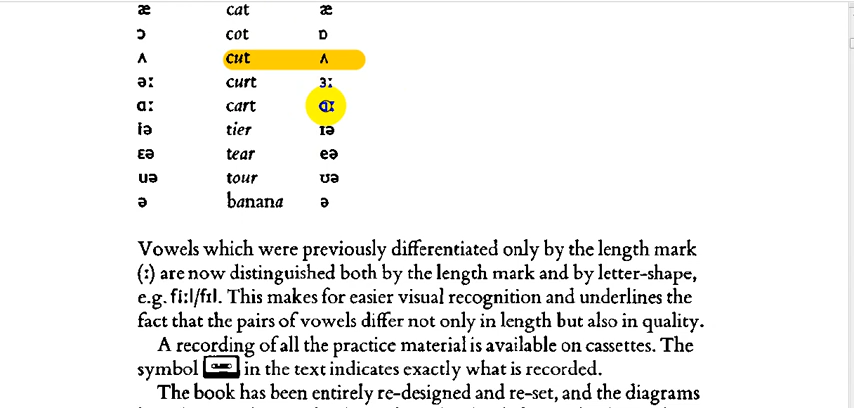 æ cat æ
ɔ cot ɒ
ʌ cut ʌ
əː curt ɜː
ɑː cart ɑː
iə tier ɪə
ɛə tear eə
uə tour ʊə
ə banana ə
Vowels which were previously differentiated only by the length mark
(ː) are now distinguished both by the length mark and by letter-shape,
e.g. fiːl/fɪl. This makes for easier visual recognition and underlines the
fact that the pairs of vowels differ not only in length but also in quality.
A recording of all the practice material is available on cassettes. The
symbol in the text indicates exactly what is recorded.
The book has been entirely re-designed and re-set, and the diagrams